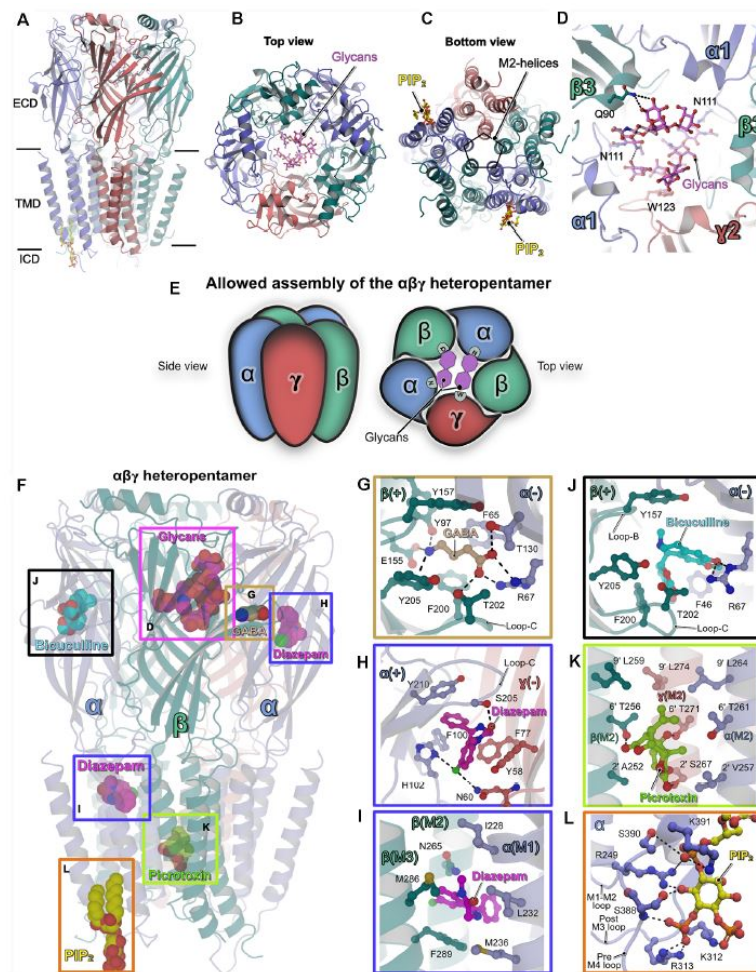 A
ECD
TMD
ICD
B
Top view
Glycans
C
Bottom view
M2-helices
PIP2
PIP2
D
α1
β3
Q90
N111
N111
Glycans
W123
α1
γ2
E
Allowed assembly of the αβγ heteropentamer
Side view
α
γ
β
β
α
α
β
γ
Glycans
Top view
F
αβγ heteropentamer
Glycans
D
J
Bicuculline
G
GABA
H
Diazepam
α
β
α
Diazepam
I
K
Picrotoxin
L
PIP2
G
β(+)
α(-)
Y157
F65
Y97
GABA
T130
E155
Y205
F200
T202
R67
Loop-C
H
α(+)
Loop-C
γ(-)
Y210
S205
Diazepam
F100
F77
Y58
H102
N60
I
β(M2)
I228
N265
α(M1)
β(M3)
M286
Diazepam
L232
F289
M236
J
β(+)
α(-)
Y157
Loop-B
Bicuculline
Y205
F46
R67
T202
F200
Loop-C
K
9' L259
9' L274
9' L264
γ(M2)
6' T256
6' T271
6' T261
β(M2)
α(M2)
2' A252
2' S267
2' V257
Picrotoxin
L
α
K391
S390
PIP2
R249
M1-M2
loop
S388
Post
M3 loop
Pre
M4 loop
K312
R313